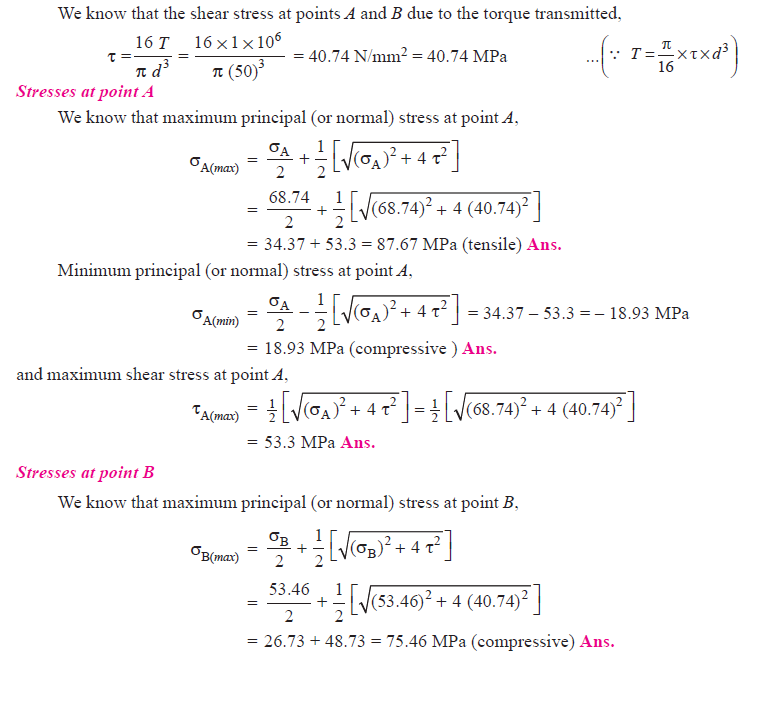 We know that the shear stress at points A and B due to the torque transmitted,
τ = 16 T / π d³ = 16 × 1 × 10⁶ / π (50)³ = 40.74 N/mm² = 40.74 MPa ...(∵ T = π/16 × τ × d³)
Stresses at point A
We know that maximum principal (or normal) stress at point A,
σA(max) = σA/2 + 1/2 [√((σA)² + 4 τ²)]
= 68.74/2 + 1/2 [√((68.74)² + 4 (40.74)²)]
= 34.37 + 53.3 = 87.67 MPa (tensile) Ans.
Minimum principal (or normal) stress at point A,
σA(min) = σA/2 – 1/2 [√((σA)² + 4 τ²)] = 34.37 – 53.3 = – 18.93 MPa
= 18.93 MPa (compressive ) Ans.
and maximum shear stress at point A,
τA(max) = 1/2 [√((σA)² + 4 τ²)] = 1/2 [√((68.74)² + 4 (40.74)²)]
= 53.3 MPa Ans.
Stresses at point B
We know that maximum principal (or normal) stress at point B,
σB(max) = σB/2 + 1/2 [√((σB)² + 4 τ²)]
= 53.46/2 + 1/2 [√((53.46)² + 4 (40.74)²)]
= 26.73 + 48.73 = 75.46 MPa (compressive) Ans.